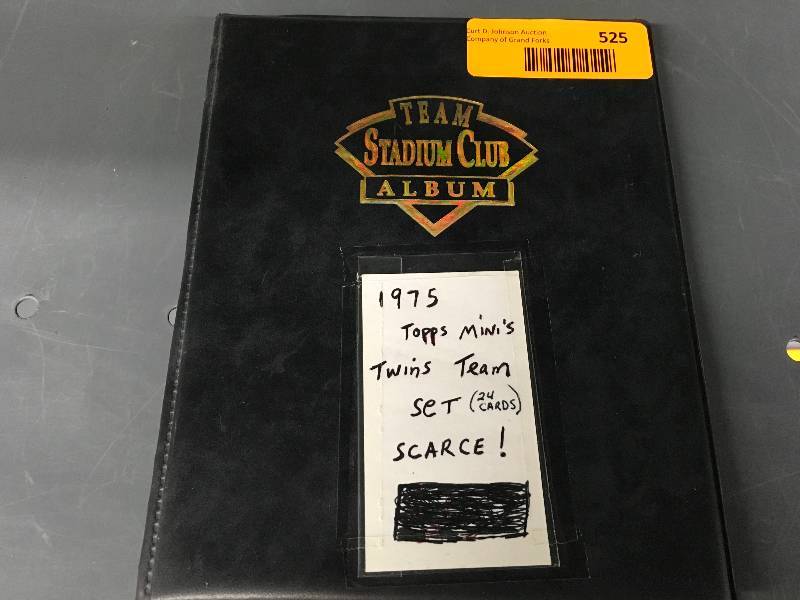 Curt D. Johnson Auction
Company of Grand Forks
525
TEAM
STADIUM CLUB
ALBUM
1975
Topps Mini's
Twins Team
SET (24 CARDS)
SCARCE!